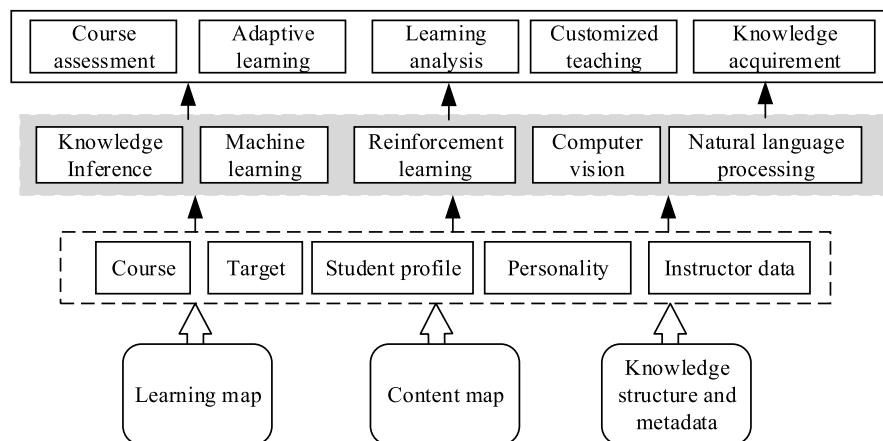 Course
assessment
Adaptive
learning
Learning
analysis
Customized
teaching
Knowledge
acquirement
Knowledge
Inference
Machine
learning
Reinforcement
learning
Computer
vision
Natural language
processing
Course
Target
Student profile
Personality
Instructor data
Learning map
Content map
Knowledge
structure and
metadata